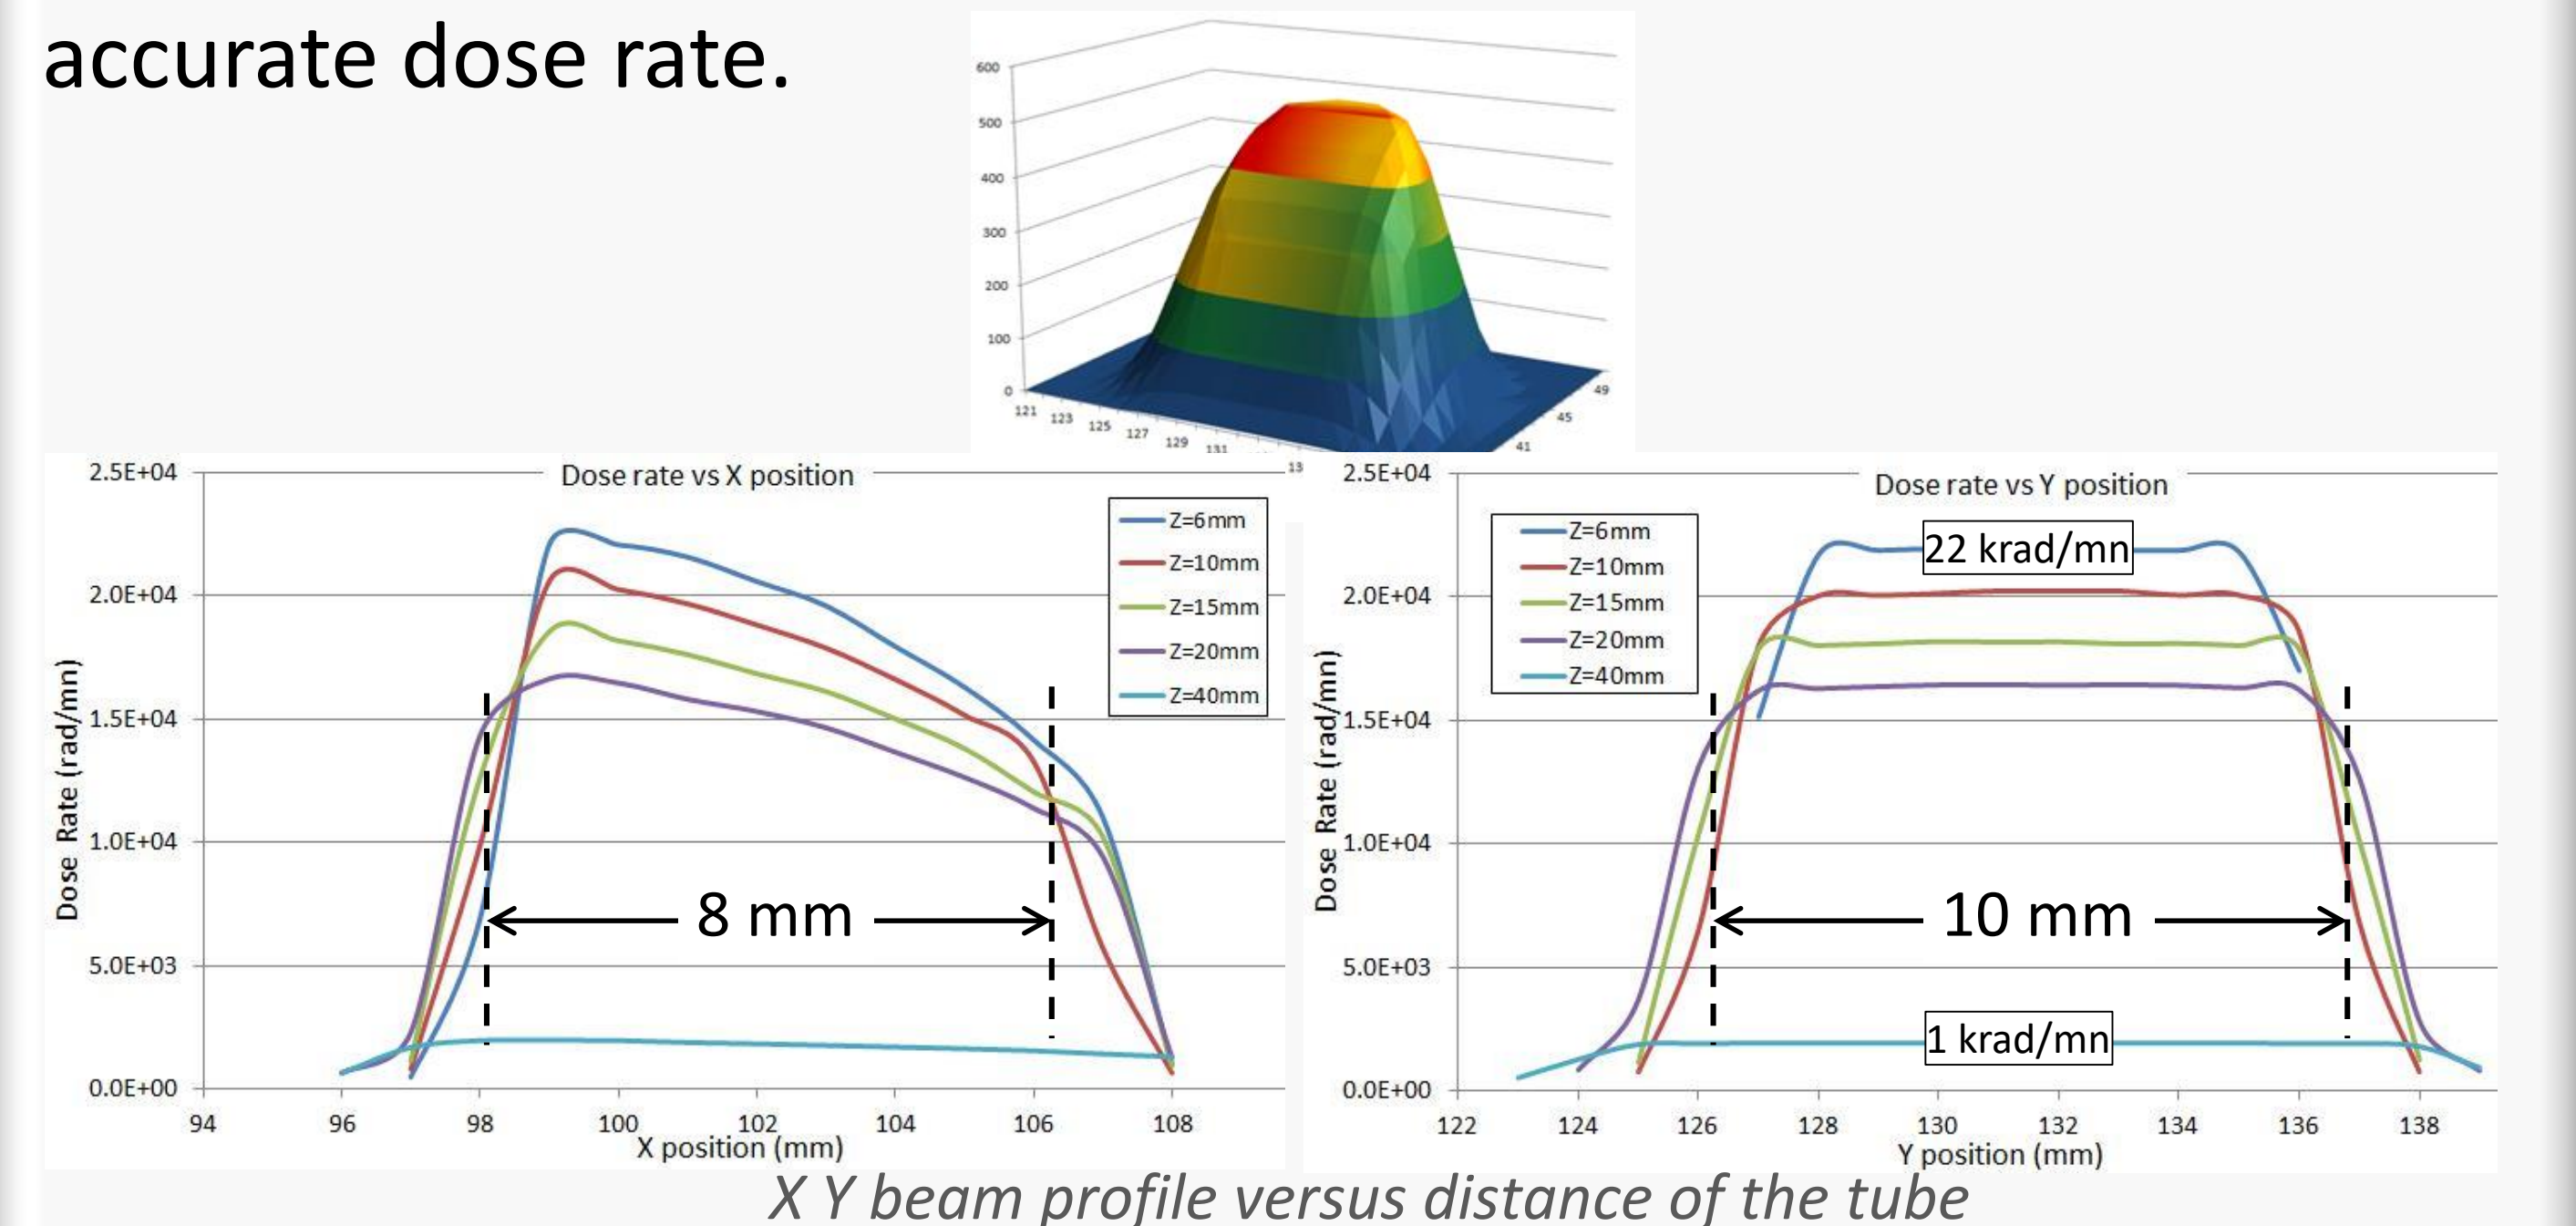 accurate dose rate.
600
500
400
300
200
100
0
121 123 125 127 129 131 13
41 45 49
Dose rate vs X position
2.5E+04
2.0E+04
1.5E+04
1.0E+04
5.0E+03
0.0E+00
Dose Rate (rad/mn)
Z=6mm
Z=10mm
Z=15mm
Z=20mm
Z=40mm
8 mm
94 96 98 100 102 104 106 108
X position (mm)
Dose rate vs Y position
2.5E+04
2.0E+04
1.5E+04
1.0E+04
5.0E+03
0.0E+00
Dose Rate (rad/mn)
Z=6mm
Z=10mm
Z=15mm
Z=20mm
Z=40mm
22 krad/mn
10 mm
1 krad/mn
122 124 126 128 130 132 134 136 138
Y position (mm)
X Y beam profile versus distance of the tube